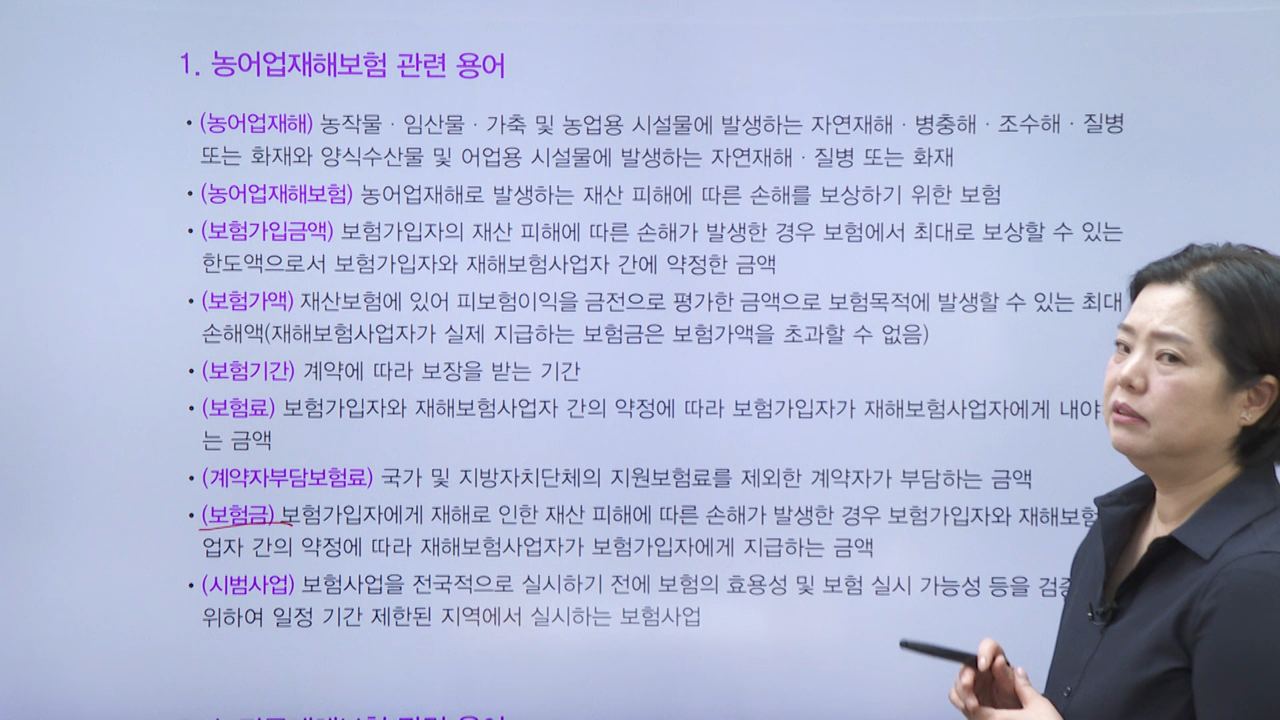 1. 농어업재해보험 관련 용어
• (농어업재해) 농작물 · 임산물 · 가축 및 농업용 시설물에 발생하는 자연재해 · 병충해 · 조수해 · 질병
또는 화재와 양식수산물 및 어업용 시설물에 발생하는 자연재해 · 질병 또는 화재
• (농어업재해보험) 농어업재해로 발생하는 재산 피해에 따른 손해를 보상하기 위한 보험
• (보험가입금액) 보험가입자의 재산 피해에 따른 손해가 발생한 경우 보험에서 최대로 보상할 수 있는
한도액으로서 보험가입자와 재해보험사업자 간에 약정한 금액
• (보험가액) 재산보험에 있어 피보험이익을 금전으로 평가한 금액으로 보험목적에 발생할 수 있는 최대
손해액(재해보험사업자가 실제 지급하는 보험금은 보험가액을 초과할 수 없음)
• (보험기간) 계약에 따라 보장을 받는 기간
• (보험료) 보험가입자와 재해보험사업자 간의 약정에 따라 보험가입자가 재해보험사업자에게 내야
는 금액
• (계약자부담보험료) 국가 및 지방자치단체의 지원보험료를 제외한 계약자가 부담하는 금액
• (보험금) 보험가입자에게 재해로 인한 재산 피해에 따른 손해가 발생한 경우 보험가입자와 재해보험
업자 간의 약정에 따라 재해보험사업자가 보험가입자에게 지급하는 금액
• (시범사업) 보험사업을 전국적으로 실시하기 전에 보험의 효용성 및 보험 실시 가능성 등을
위하여 일정 기간 제한된 지역에서 실시하는 보험사업